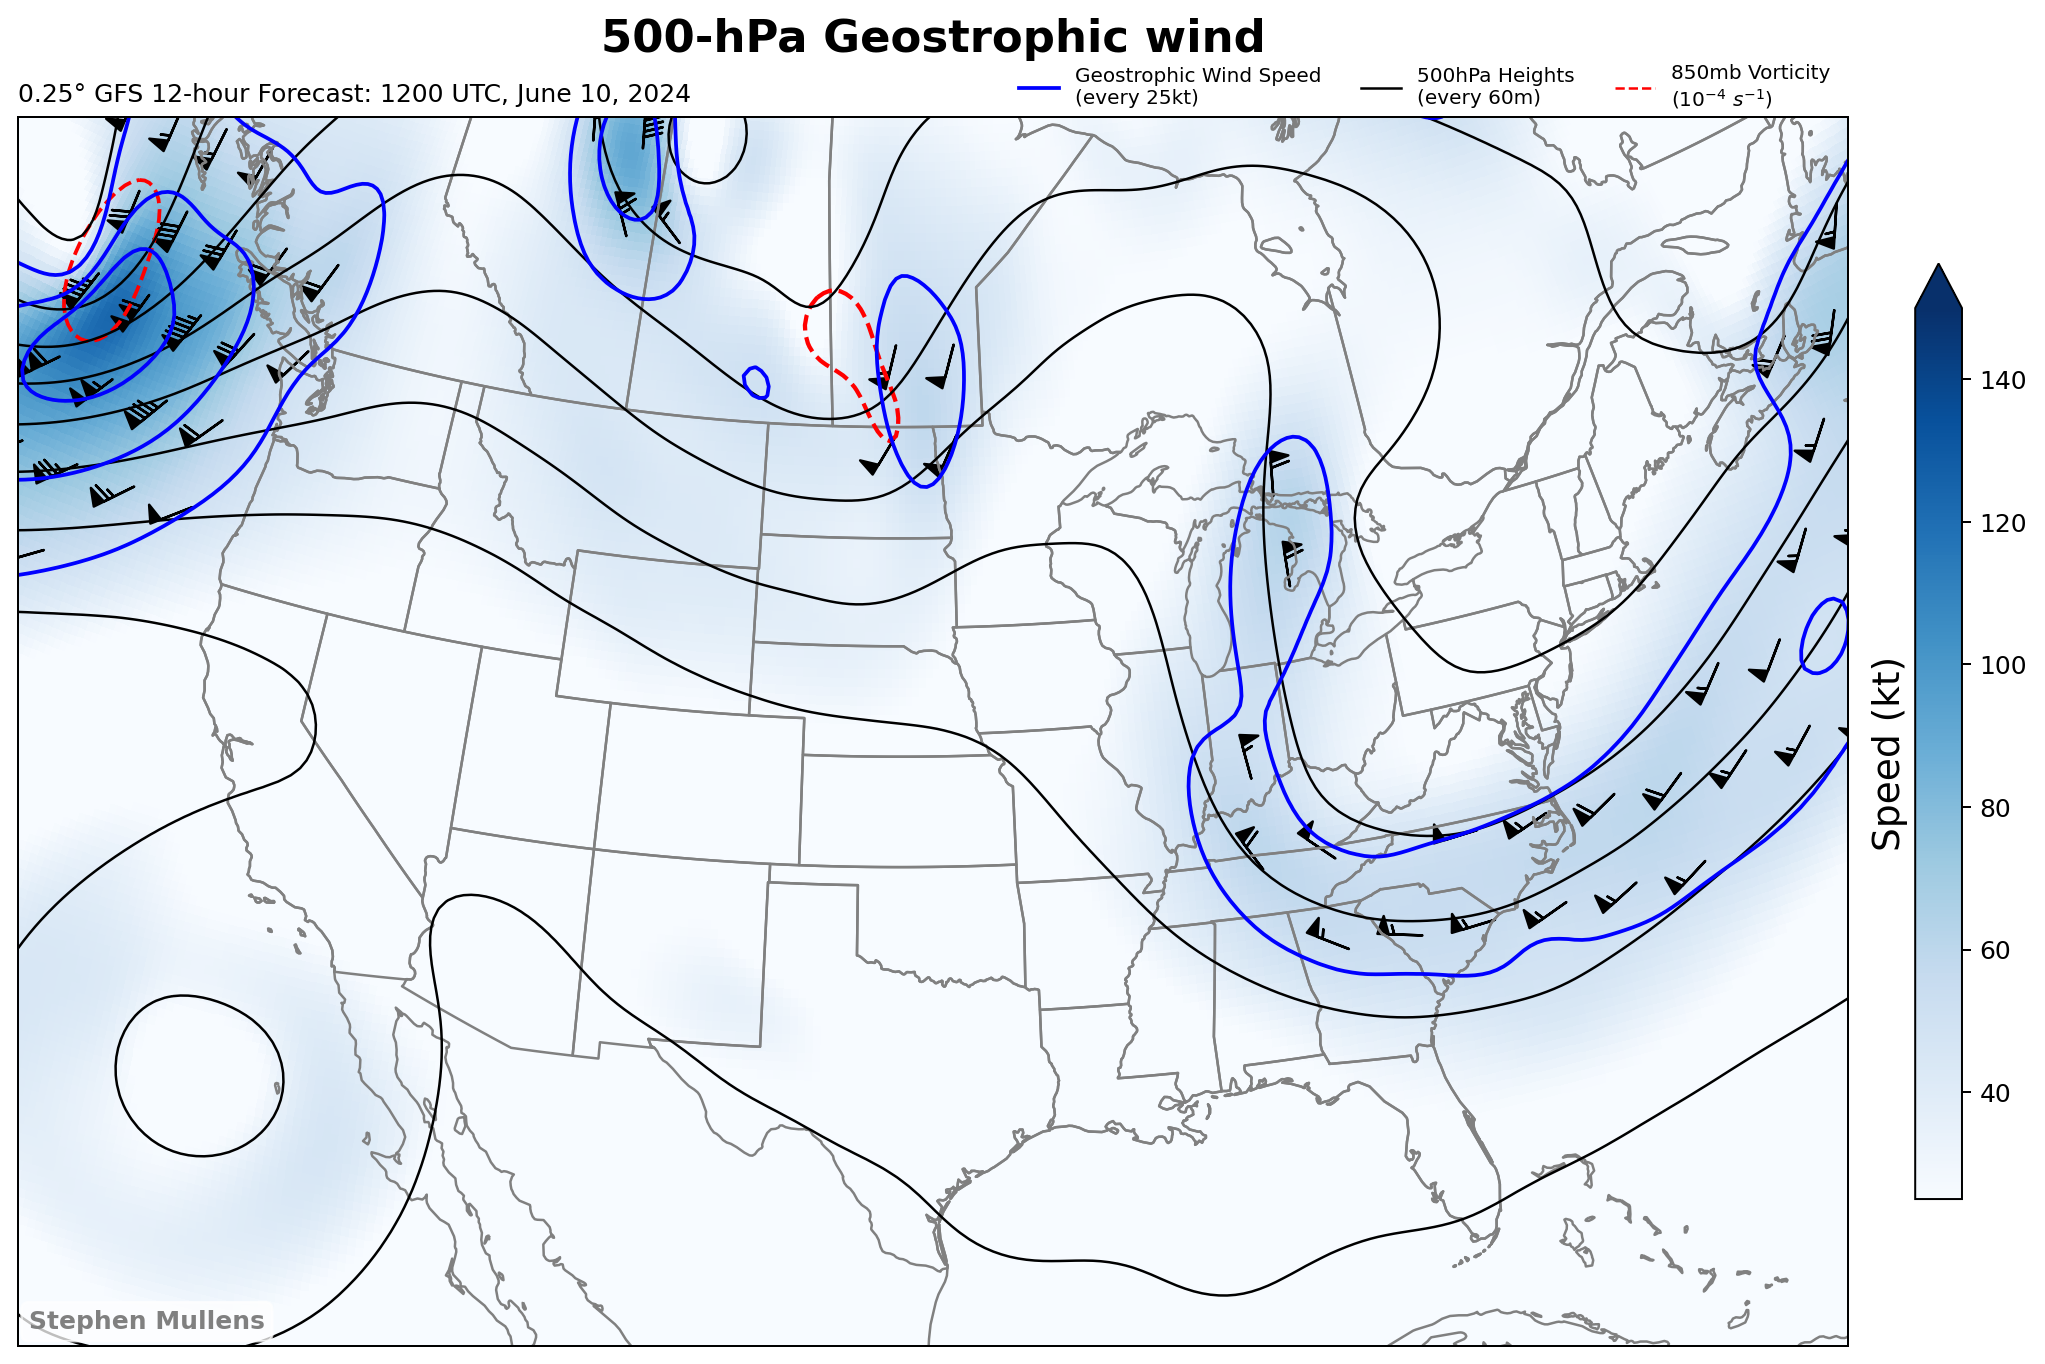 500-hPa Geostrophic wind
0.25° GFS 12-hour Forecast: 1200 UTC, June 10, 2024
Geostrophic Wind Speed
(every 25kt)
500hPa Heights
(every 60m)
850mb Vorticity
(10⁻⁴ s⁻¹)
140
120
100
80
60
40
Speed (kt)
Stephen Mullens